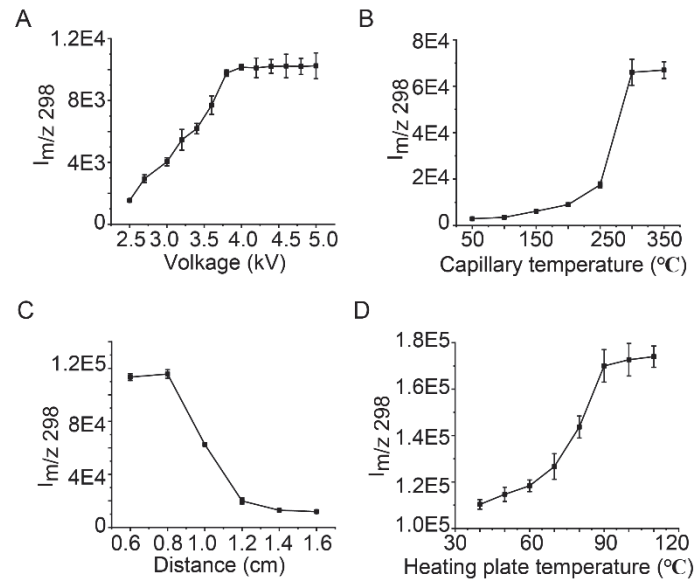 A
I m/z 298
1.2E4
8E3
4E3
0
2.5 3.0 3.5 4.0 4.5 5.0
Volkage (kV)
B
I m/z 298
8E4
6E4
4E4
2E4
0
50 150 250 350
Capillary temperature (℃)
C
I m/z 298
1.2E5
8E4
4E4
0
0.6 0.8 1.0 1.2 1.4 1.6
Distance (cm)
D
I m/z 298
1.8E5
1.6E5
1.4E5
1.2E5
1.0E5
30 60 90 120
Heating plate temperature (℃)